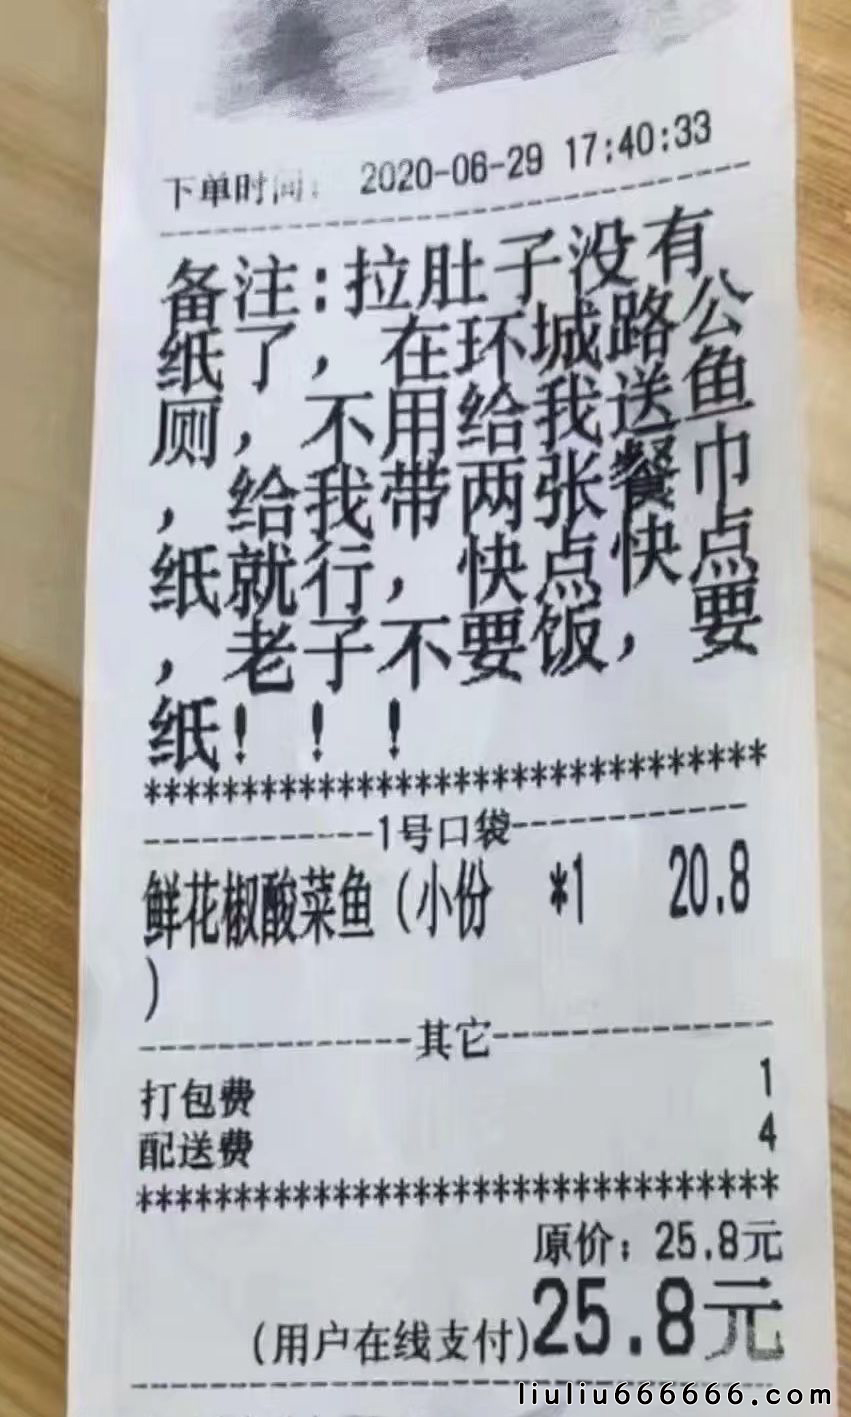 下单时间： 2020-06-29 17:40:33
备注:拉肚子没有
纸了，在环城路公
厕，不用给我送鱼
，给我带两张餐巾
纸就行，快点快点
，老子不要饭，要
纸！！！
********************************
--------------1号口袋--------------
鲜花椒酸菜鱼（小份 *1 20.8
）
----------------其它----------------
打包费 1
配送费 4
*********************************
原价：25.8元
(用户在线支付)25.8元
liuliu666666.com